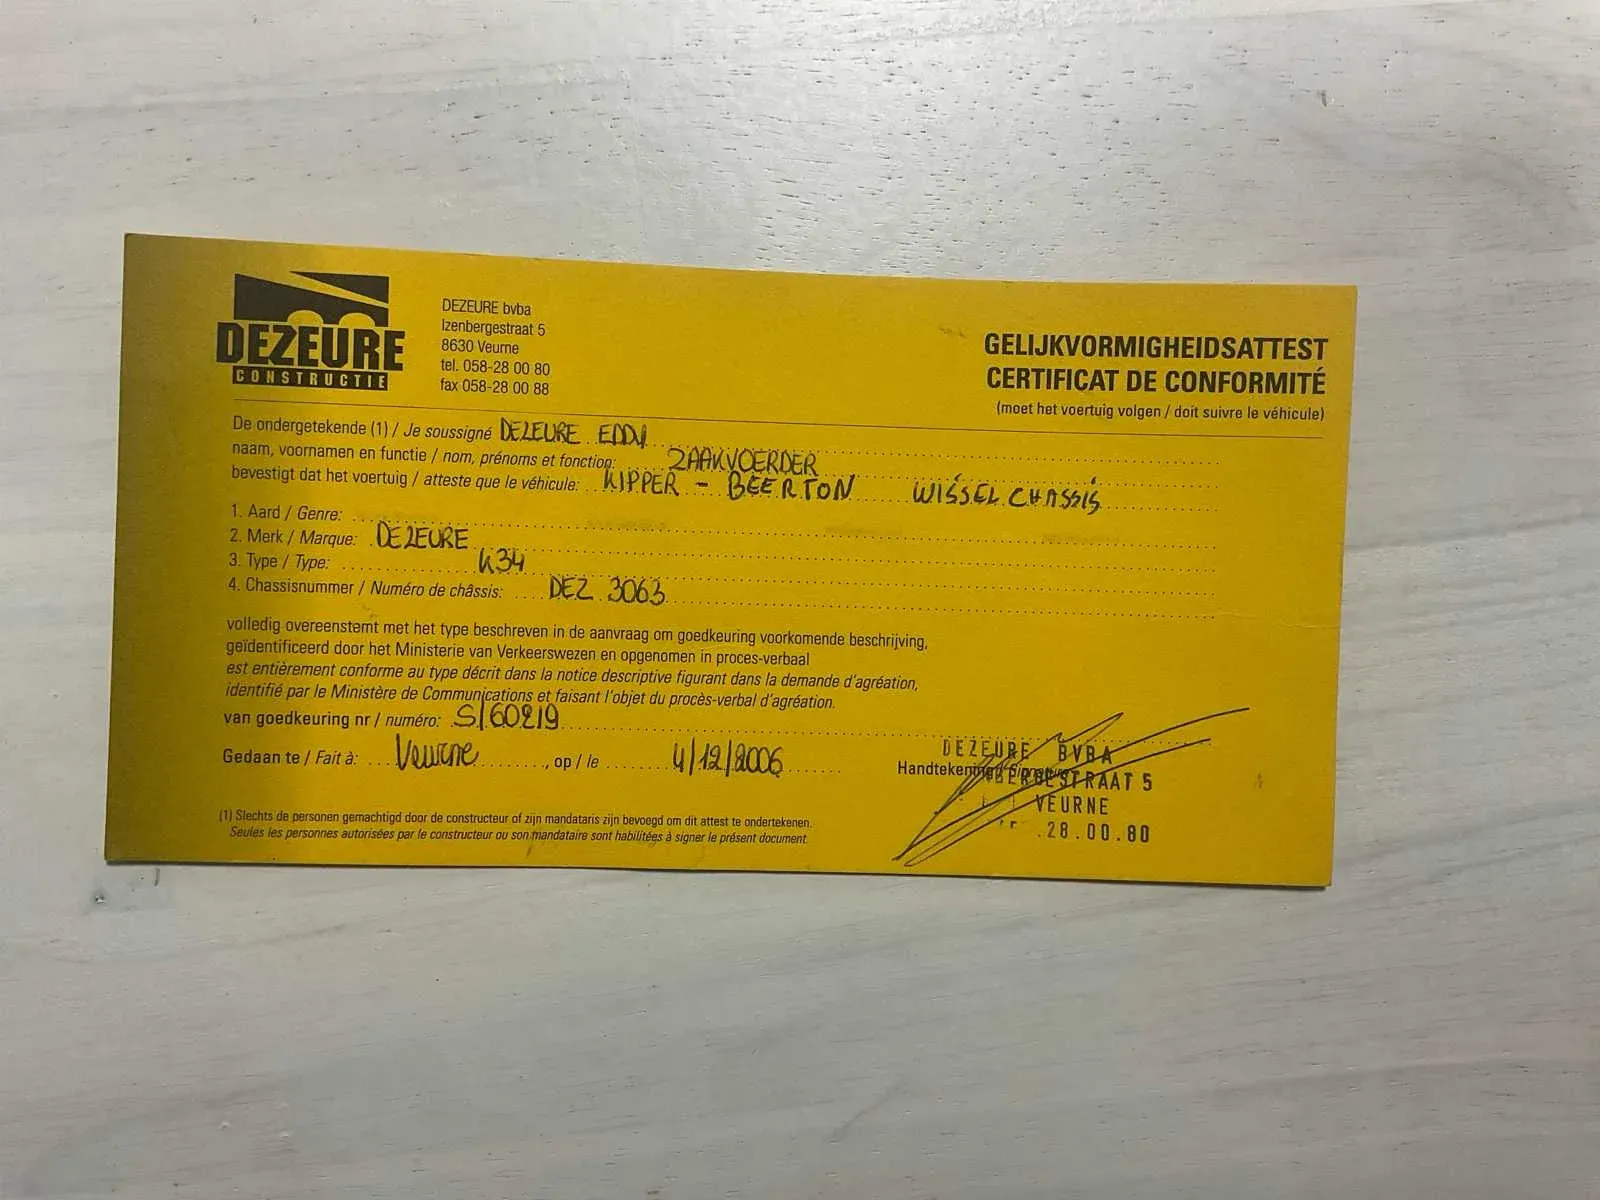 DEZEURE
CONSTRUCTIE
DEZEURE bvba
Izenbergestraat 5
8630 Veurne
tel. 058-28 00 80
fax 058-28 00 88
GELIJKVORMIGHEIDSATTEST
CERTIFICAT DE CONFORMITÉ
(moet het voertuig volgen / doit suivre le véhicule)
De ondergetekende (1) / Je soussigné DEZEURE EDDY
naam, voornamen en functie / nom, prénoms et fonction: ZAAKVOERDER
bevestigt dat het voertuig / atteste que le véhicule: KIPPER - BEERTON WISSELCHASSIS
1. Aard / Genre:
2. Merk / Marque: DEZEURE
3. Type / Type: K34
4. Chassisnummer / Numéro de châssis: DEZ 3063
volledig overeenstemt met het type beschreven in de aanvraag om goedkeuring voorkomende beschrijving,
geïdentificeerd door het Ministerie van Verkeerswezen en opgenomen in proces-verbaal
est entièrement conforme au type décrit dans la notice descriptive figurant dans la demande d'agréation,
identifié par le Ministère de Communications et faisant l'objet du procès-verbal d'agréation.
van goedkeuring nr / numéro: S/60219
Gedaan te / Fait à: Veurne, op / le 4/12/2006
Handtekening / Signature
DEZEURE BVBA
STRAAT 5
VEURNE
28.00.80
(1) Slechts de personen gemachtigd door de constructeur of zijn mandataris zijn bevoegd om dit attest te ondertekenen.
Seules les personnes autorisées par le constructeur ou son mandataire sont habilitées à signer le présent document.